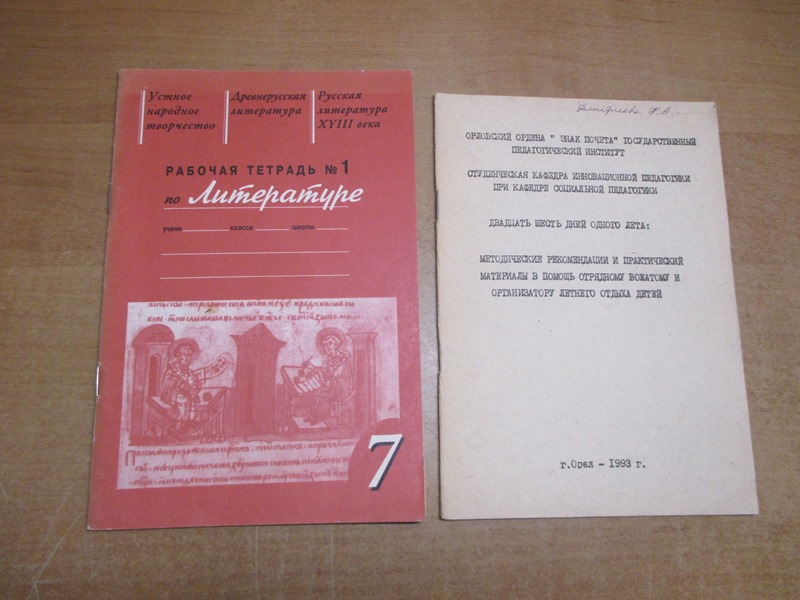 Устное
народное
творчество
Древнерусская
литература
Русская
литература
XVIII века
РАБОЧАЯ ТЕТРАДЬ №1
по Литературе
учени класса школы
7
ОРЛОВСКИЙ ОРДЕНА " ЗНАК ПОЧЕТА" ГОСУДАРСТВЕННЫЙ
ПЕДАГОГИЧЕСКИЙ ИНСТИТУТ
СТУДЕНЧЕСКАЯ КАФЕДРА ИННОВАЦИОННОЙ ПЕДАГОГИКИ
ПРИ КАФЕДРЕ СОЦИАЛЬНОЙ ПЕДАГОГИКИ
ДВАДЦАТЬ ШЕСТЬ ДНЕЙ ОДНОГО ЛЕТА:
МЕТОДИЧЕСКИЕ РЕКОМЕНДАЦИИ И ПРАКТИЧЕСКИЙ
МАТЕРИАЛЫ В ПОМОЩЬ ОТРЯДНОМУ ВОЖАТОМУ И
ОРГАНИЗАТОРУ ЛЕТНЕГО ОТДЫХА ДЕТЕЙ
г.Орел - 1993 г.